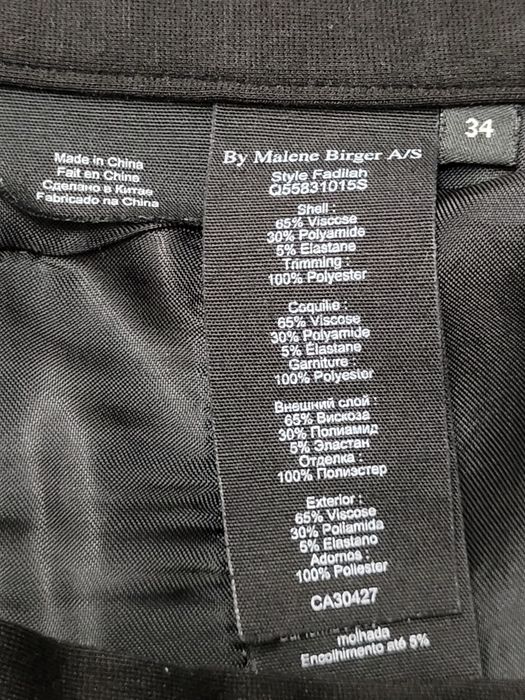 34
Made in China
Fait en Chine
Сделано в Китае
Fabricado na China
By Malene Birger A/S
Style Fadilah
Q55831015S
Shell :
65% Viscose
30% Polyamide
5% Elastane
Trimming :
100% Polyester
Coquille :
65% Viscose
30% Polyamide
5% Elastane
Garniture :
100% Polyester
Внешний слой
65% Вискоза
30% Полиамид
5% Эластан
Отделка :
100% Полиэстер
Exterior :
65% Viscose
30% Poliamida
5% Elastano
Adornos :
100% Poliester
CA30427
molhada
Encolhimento até 5%